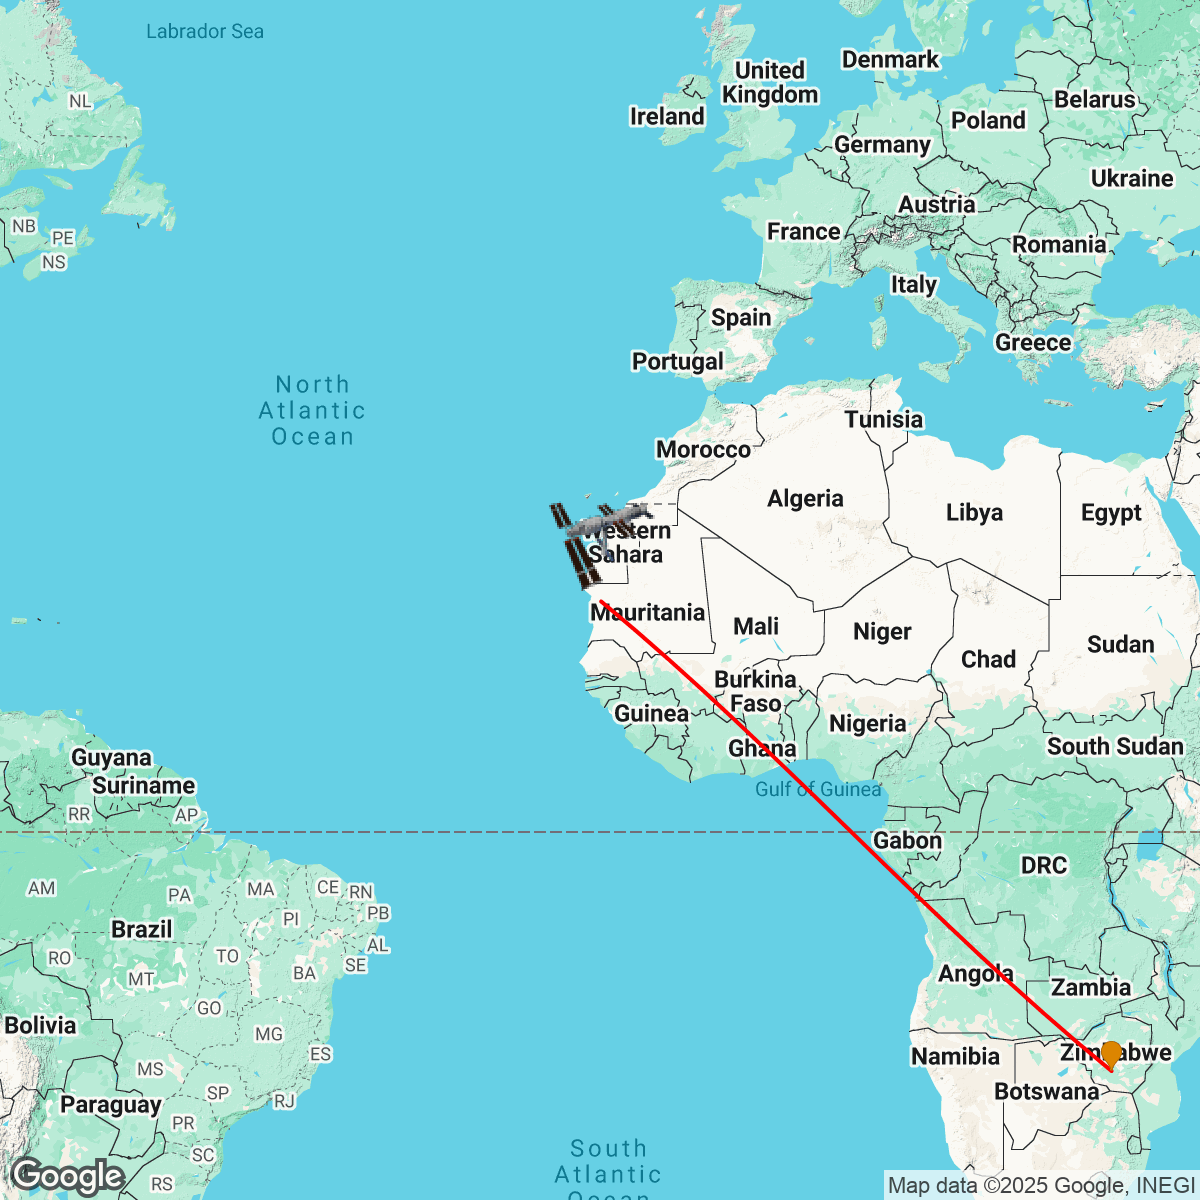 Labrador Sea
NL
NB
PE
NS
Denmark
United
Kingdom
Ireland
Belarus
Poland
Germany
Ukraine
Austria
France
Romania
Italy
Spain
Greece
Portugal
North
Atlantic
Ocean
Tunisia
Morocco
Algeria
Libya
Egypt
Western
Sahara
Mauritania
Mali
Niger
Chad
Sudan
Burkina
Faso
Guinea
Nigeria
Ghana
South Sudan
Guyana
Suriname
Gulf of Guinea
RR
AP
Gabon
DRC
AM
PA
MA
CE
RN
PB
PI
Brazil
AL
TO
SE
RO
MT
BA
Angola
Zambia
GO
Bolivia
MG
Zimbabwe
Namibia
ES
MS
Botswana
SP
RJ
Paraguay
PR
SC
RS
South
Atlantic
Ocean
Google
Map data ©2025 Google, INEGI